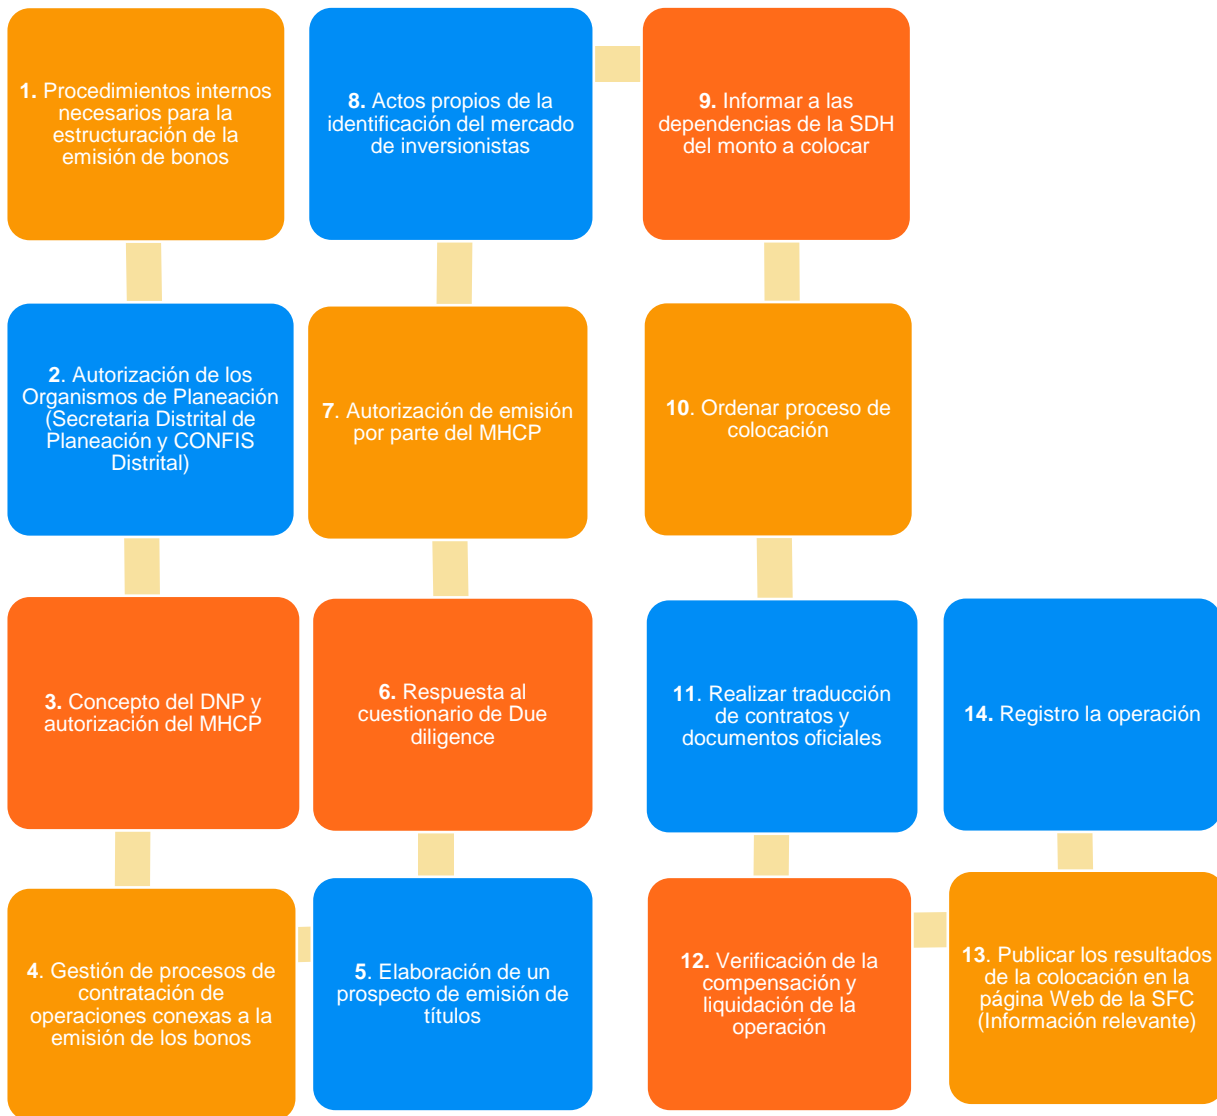 1. Procedimientos internos
necesarios para la
estructuración de la
emisión de bonos
2. Autorización de los
Organismos de Planeación
(Secretaria Distrital de
Planeación y CONFIS
Distrital)
3. Concepto del DNP y
autorización del MHCP
4. Gestión de procesos de
contratación de
operaciones conexas a la
emisión de los bonos
5. Elaboración de un
prospecto de emisión de
títulos
6. Respuesta al
cuestionario de Due
diligence
7. Autorización de emisión
por parte del MHCP
8. Actos propios de la
identificación del mercado
de inversionistas
9. Informar a las
dependencias de la SDH
del monto a colocar
10. Ordenar proceso de
colocación
11. Realizar traducción
de contratos y
documentos oficiales
12. Verificación de la
compensación y
liquidación de la
operación
13. Publicar los resultados
de la colocación en la
página Web de la SFC
(Información relevante)
14. Registro la operación